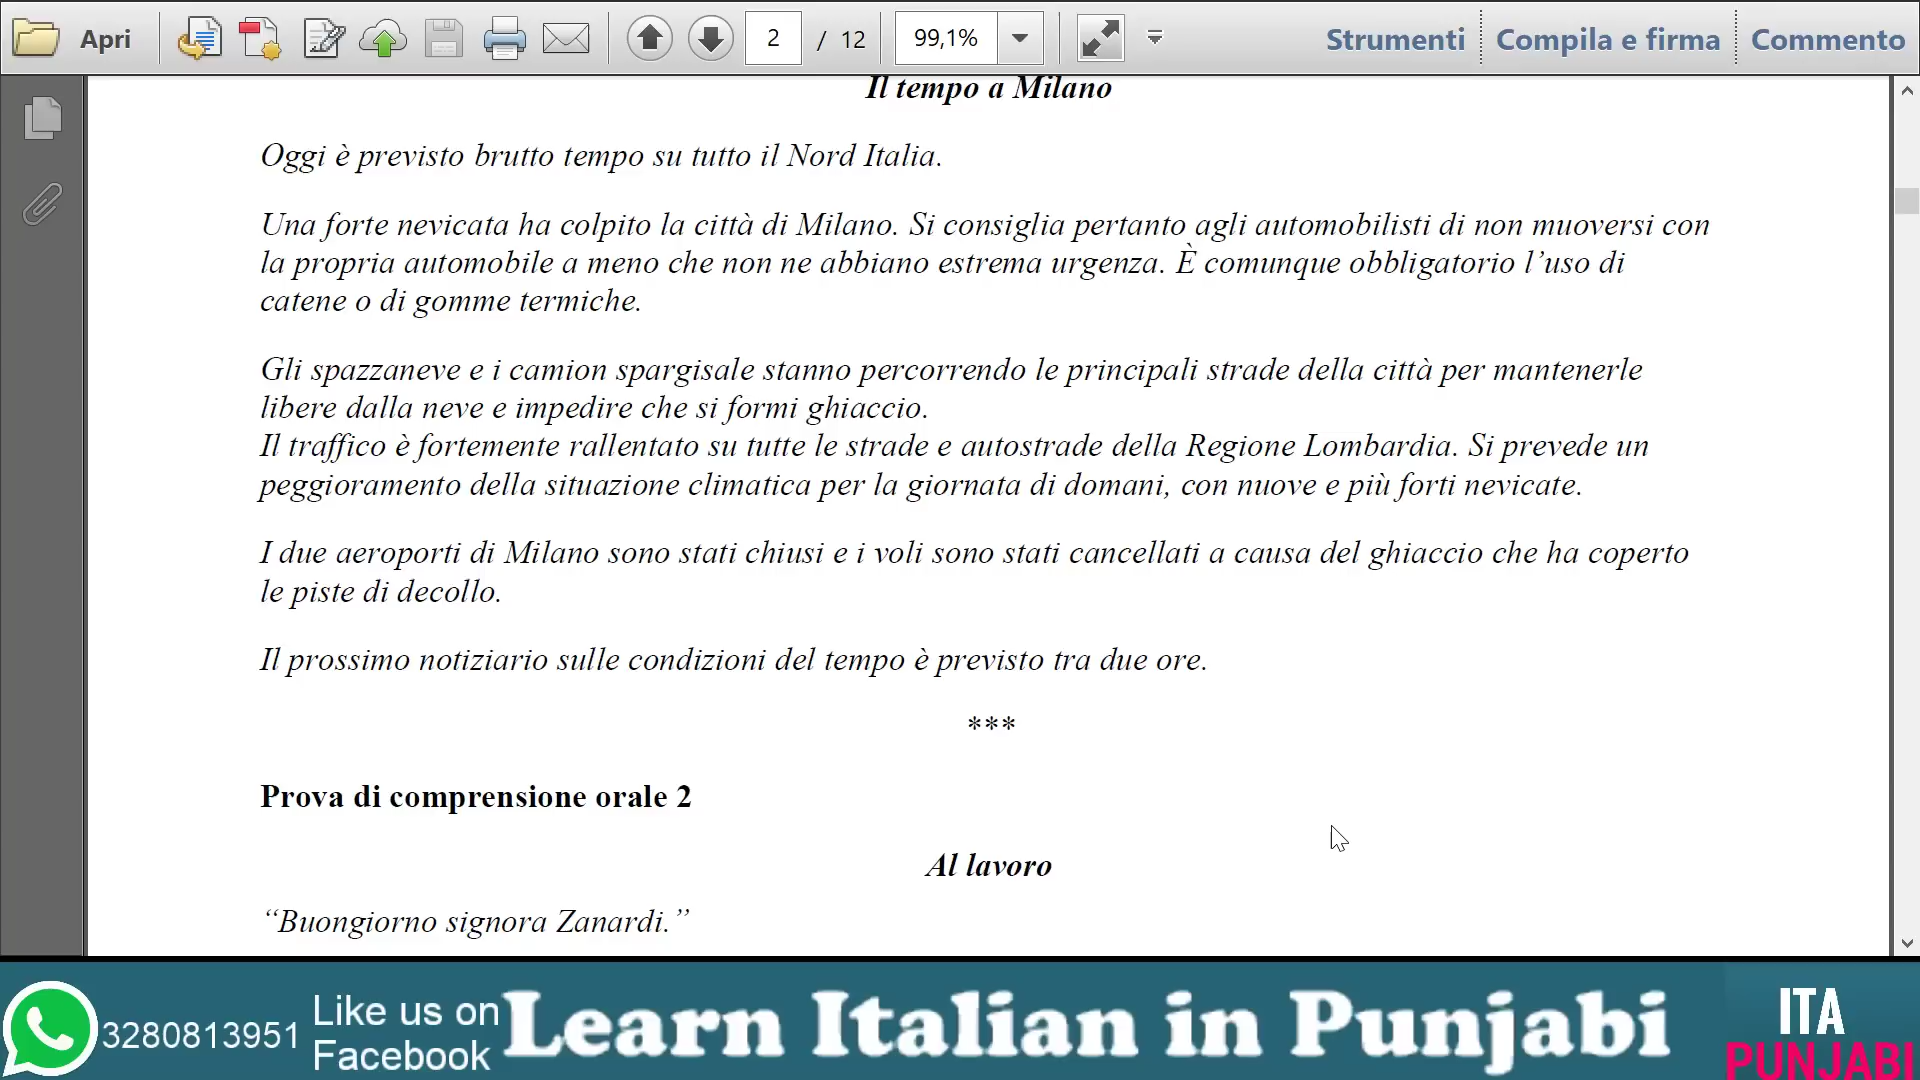 Apri
2 / 12
99,1%
Strumenti
Compila e firma
Commento
Il tempo a Milano
Oggi è previsto brutto tempo su tutto il Nord Italia.
Una forte nevicata ha colpito la città di Milano. Si consiglia pertanto agli automobilisti di non muoversi con
la propria automobile a meno che non ne abbiano estrema urgenza. È comunque obbligatorio l’uso di
catene o di gomme termiche.
Gli spazzaneve e i camion spargisale stanno percorrendo le principali strade della città per mantenerle
libere dalla neve e impedire che si formi ghiaccio.
Il traffico è fortemente rallentato su tutte le strade e autostrade della Regione Lombardia. Si prevede un
peggioramento della situazione climatica per la giornata di domani, con nuove e più forti nevicate.
I due aeroporti di Milano sono stati chiusi e i voli sono stati cancellati a causa del ghiaccio che ha coperto
le piste di decollo.
Il prossimo notiziario sulle condizioni del tempo è previsto tra due ore.
***
Prova di comprensione orale 2
Al lavoro
“Buongiorno signora Zanardi.”
3280813951
Like us on
Facebook
Learn Italian in Punjabi
ITA
PUNJABI